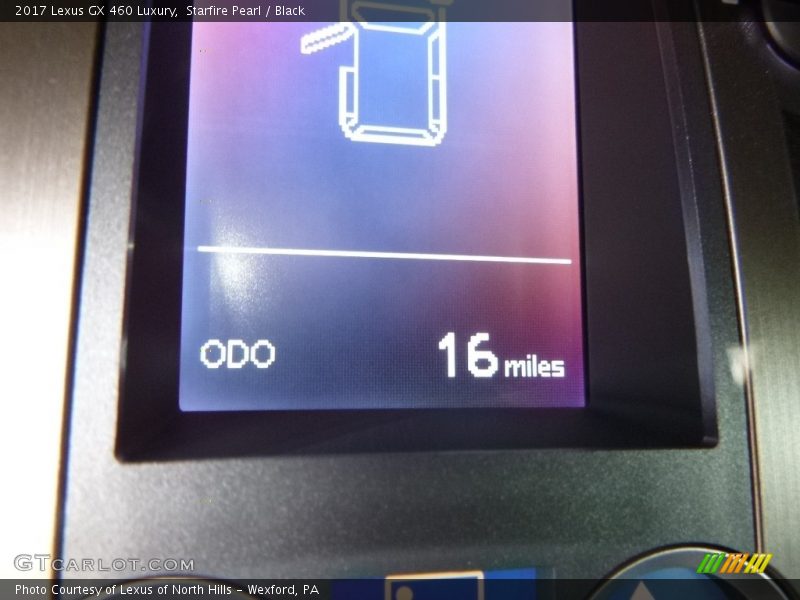 2017 Lexus GX 460 Luxury, Starfire Pearl / Black
ODO 16 miles
GTCARLOT.COM
Photo Courtesy of Lexus of North Hills - Wexford, PA